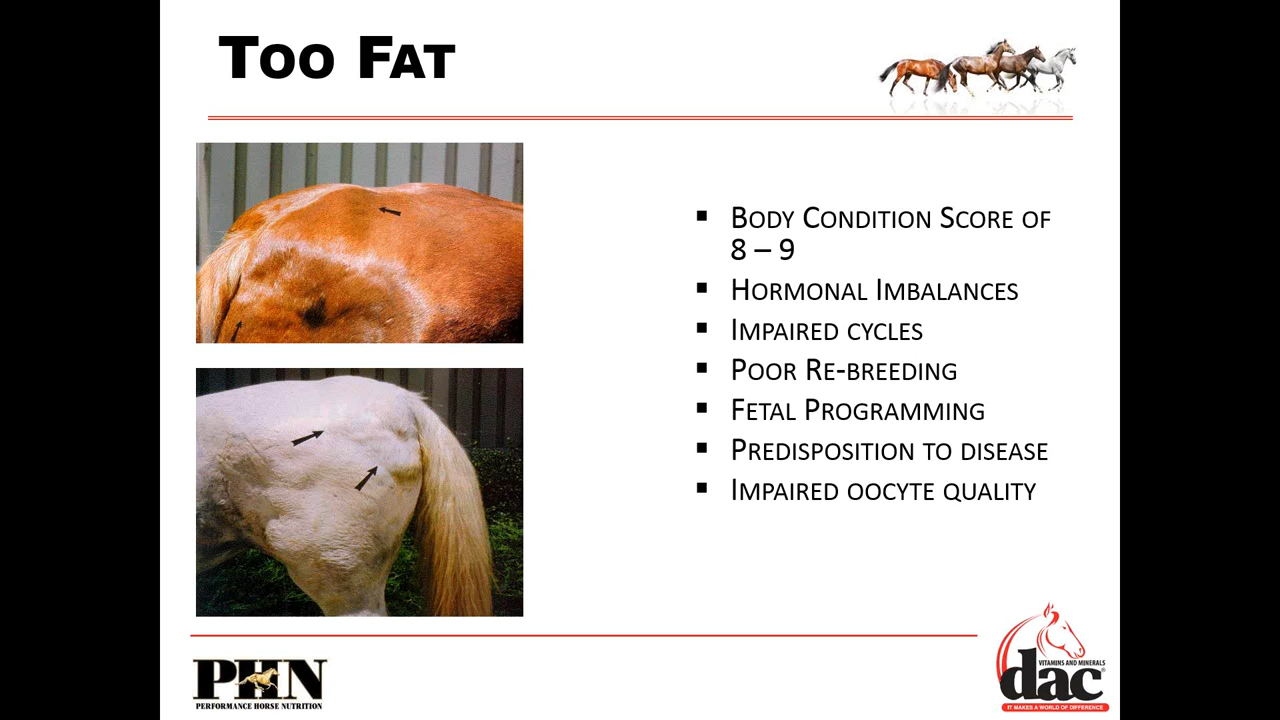 Too Fat
Body Condition Score of
8 – 9
Hormonal Imbalances
Impaired cycles
Poor Re-breeding
Fetal Programming
Predisposition to disease
Impaired oocyte quality
PHN
PERFORMANCE HORSE NUTRITION
VITAMINS AND MINERALS
dac®
IT MAKES A WORLD OF DIFFERENCE